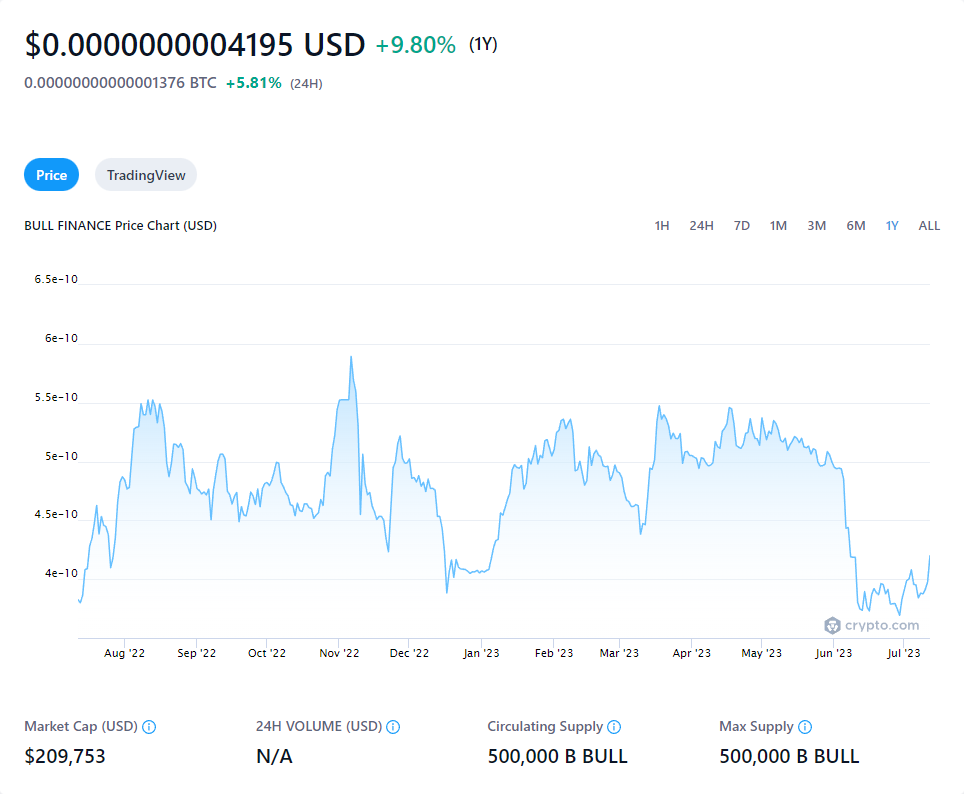 $0.0000000004195 USD +9.80% (1Y)
0.00000000000001376 BTC +5.81% (24H)
Price TradingView
BULL FINANCE Price Chart (USD) 1H 24H 7D 1M 3M 6M 1Y ALL
6.5e-10
6e-10
5.5e-10
5e-10
4.5e-10
4e-10
crypto.com
Aug '22 Sep '22 Oct '22 Nov '22 Dec '22 Jan '23 Feb '23 Mar '23 Apr '23 May '23 Jun '23 Jul '23
Market Cap (USD) 24H VOLUME (USD) Circulating Supply Max Supply
$209,753 N/A 500,000 B BULL 500,000 B BULL